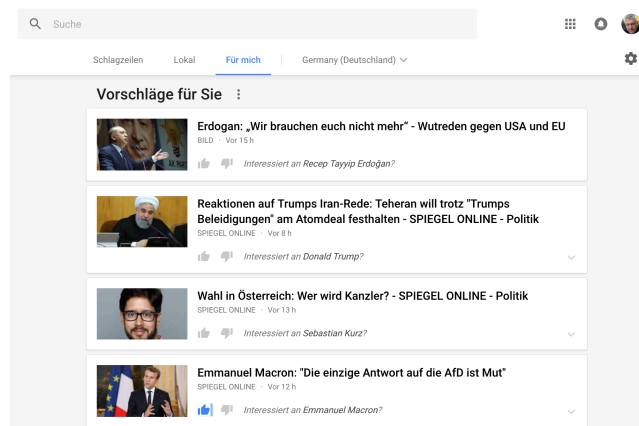 Suche
Schlagzeilen Lokal Für mich Germany (Deutschland)
Vorschläge für Sie
Erdogan: „Wir brauchen euch nicht mehr“ - Wutreden gegen USA und EU
BILD · Vor 15 h
Interessiert an Recep Tayyip Erdoğan?
Reaktionen auf Trumps Iran-Rede: Teheran will trotz "Trumps
Beleidigungen" am Atomdeal festhalten - SPIEGEL ONLINE - Politik
SPIEGEL ONLINE · Vor 8 h
Interessiert an Donald Trump?
Wahl in Österreich: Wer wird Kanzler? - SPIEGEL ONLINE - Politik
SPIEGEL ONLINE · Vor 13 h
Interessiert an Sebastian Kurz?
Emmanuel Macron: "Die einzige Antwort auf die AfD ist Mut"
SPIEGEL ONLINE · Vor 12 h
Interessiert an Emmanuel Macron?